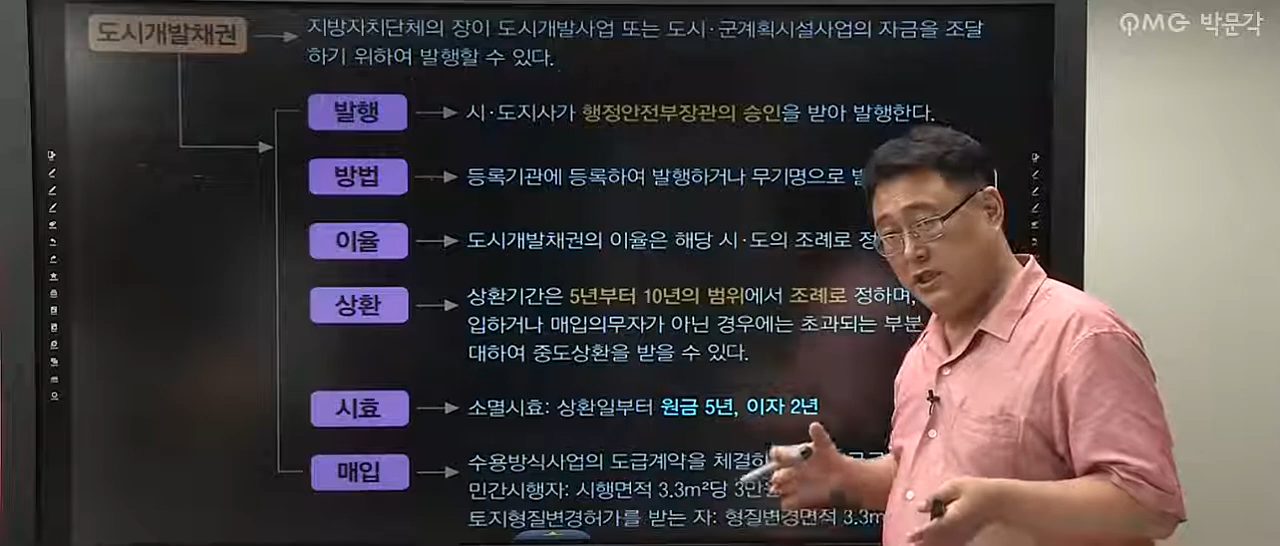 도시개발채권
지방자치단체의 장이 도시개발사업 또는 도시·군계획시설사업의 자금을 조달
하기 위하여 발행할 수 있다.
QMG 박문각
발행
시·도지사가 행정안전부장관의 승인을 받아 발행한다.
방법
등록기관에 등록하여 발행하거나 무기명으로
이율
도시개발채권의 이율은 해당 시·도의 조례로
상환
상환기간은 5년부터 10년의 범위에서 조례로 정하며,
입하거나 매입의무자가 아닌 경우에는 초과되는 부분
대하여 중도상환을 받을 수 있다.
시효
소멸시효: 상환일부터 원금 5년, 이자 2년
매입
수용방식사업의 도급계약을
민간시행자: 시행면적 3.3m²당
토지형질변경허가를 받는 자: 형질변경면적